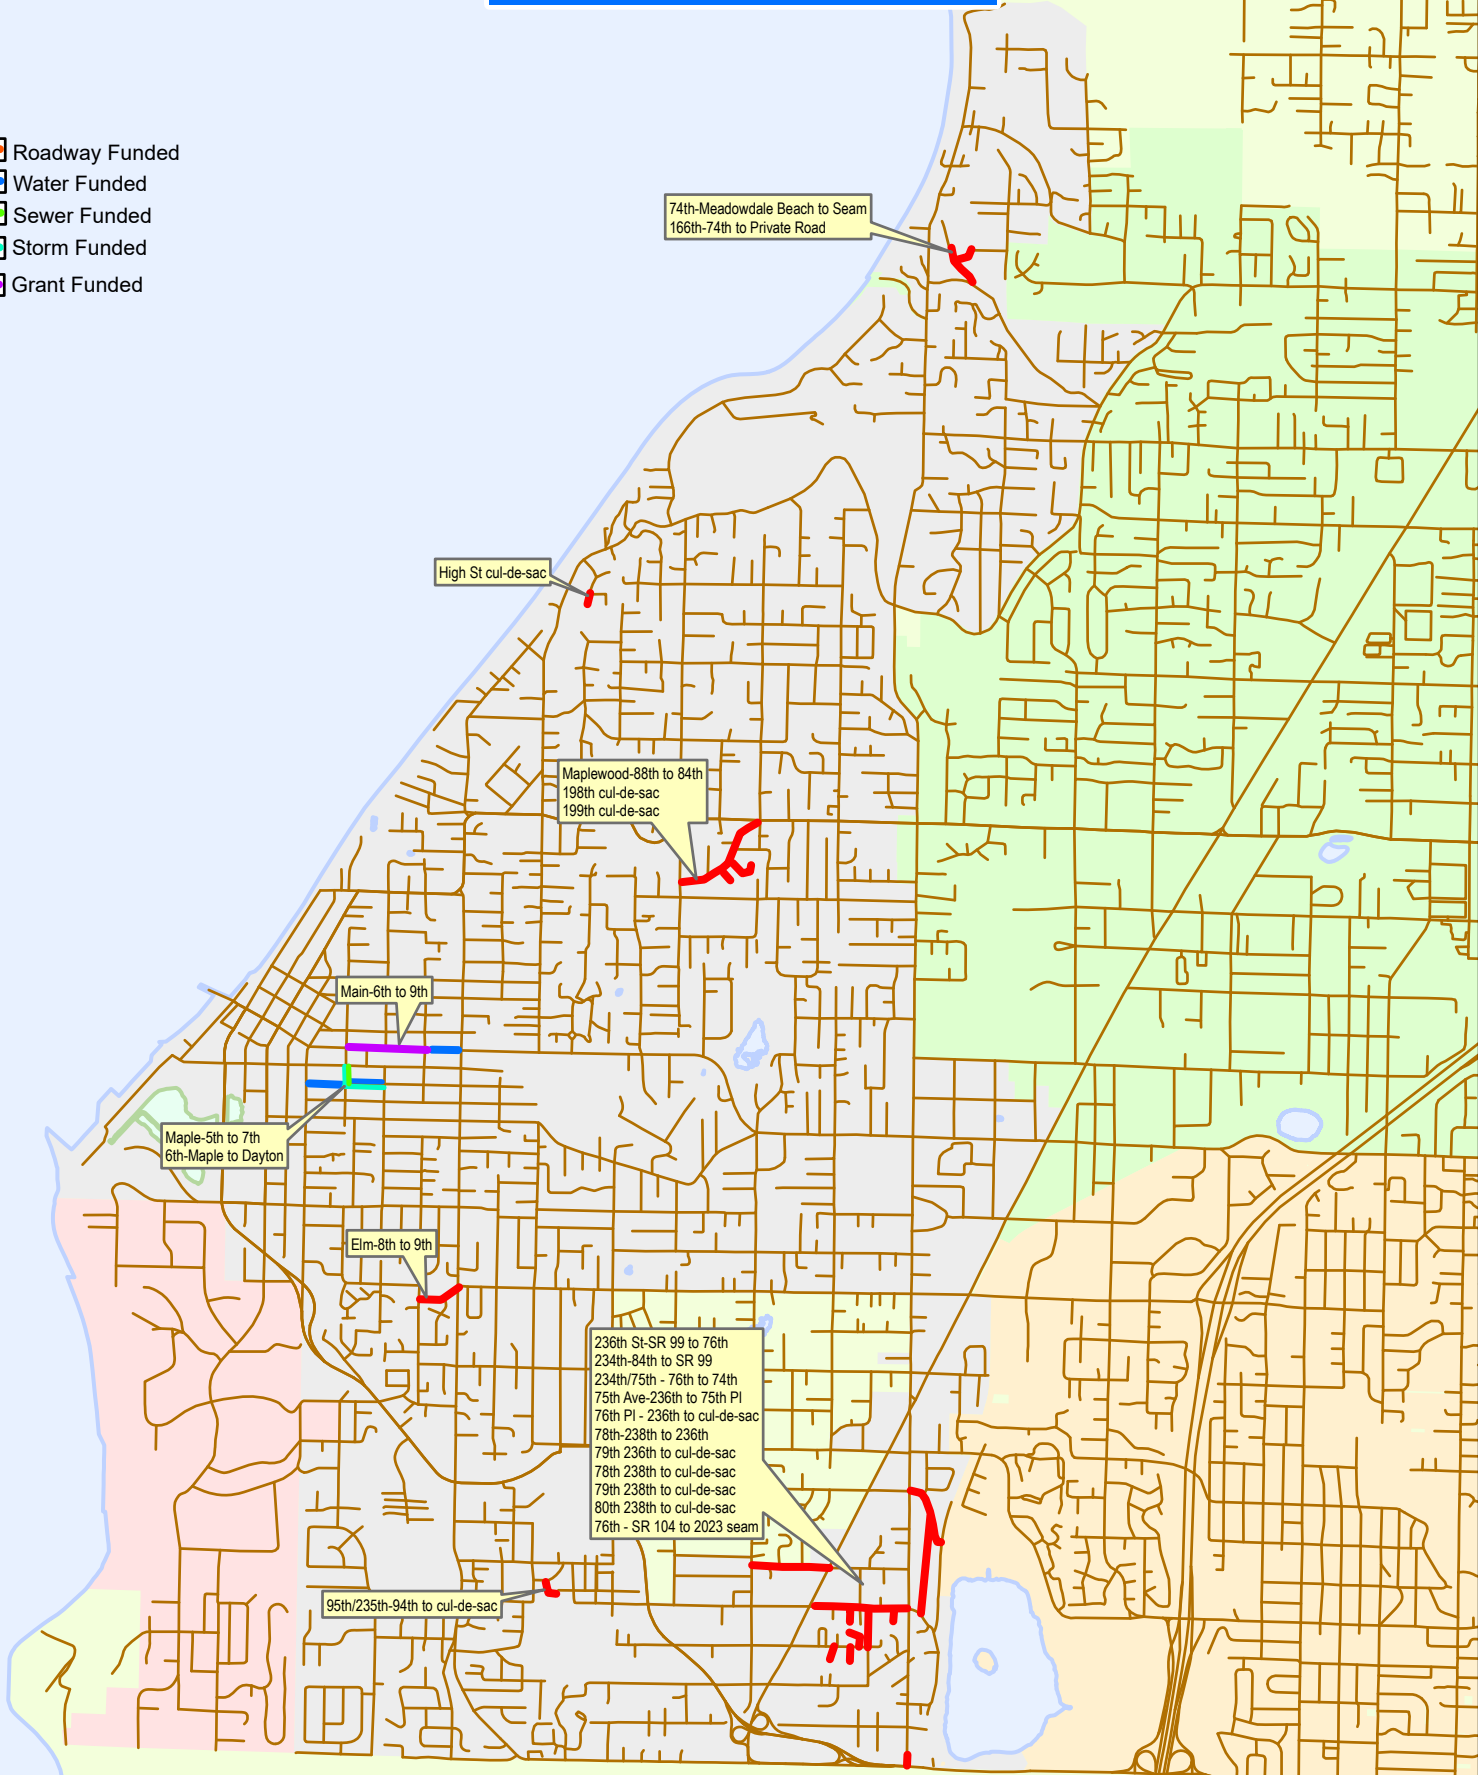 Roadway Funded
Water Funded
Sewer Funded
Storm Funded
Grant Funded
74th-Meadowdale Beach to Seam
166th-74th to Private Road
High St cul-de-sac
Maplewood-88th to 84th
198th cul-de-sac
199th cul-de-sac
Main-6th to 9th
Maple-5th to 7th
6th-Maple to Dayton
Elm-8th to 9th
236th St-SR 99 to 76th
234th-84th to SR 99
234th/75th - 76th to 74th
75th Ave-236th to 75th Pl
76th Pl - 236th to cul-de-sac
78th-238th to 236th
79th 236th to cul-de-sac
78th 238th to cul-de-sac
79th 238th to cul-de-sac
80th 238th to cul-de-sac
76th - SR 104 to 2023 seam
95th/235th-94th to cul-de-sac